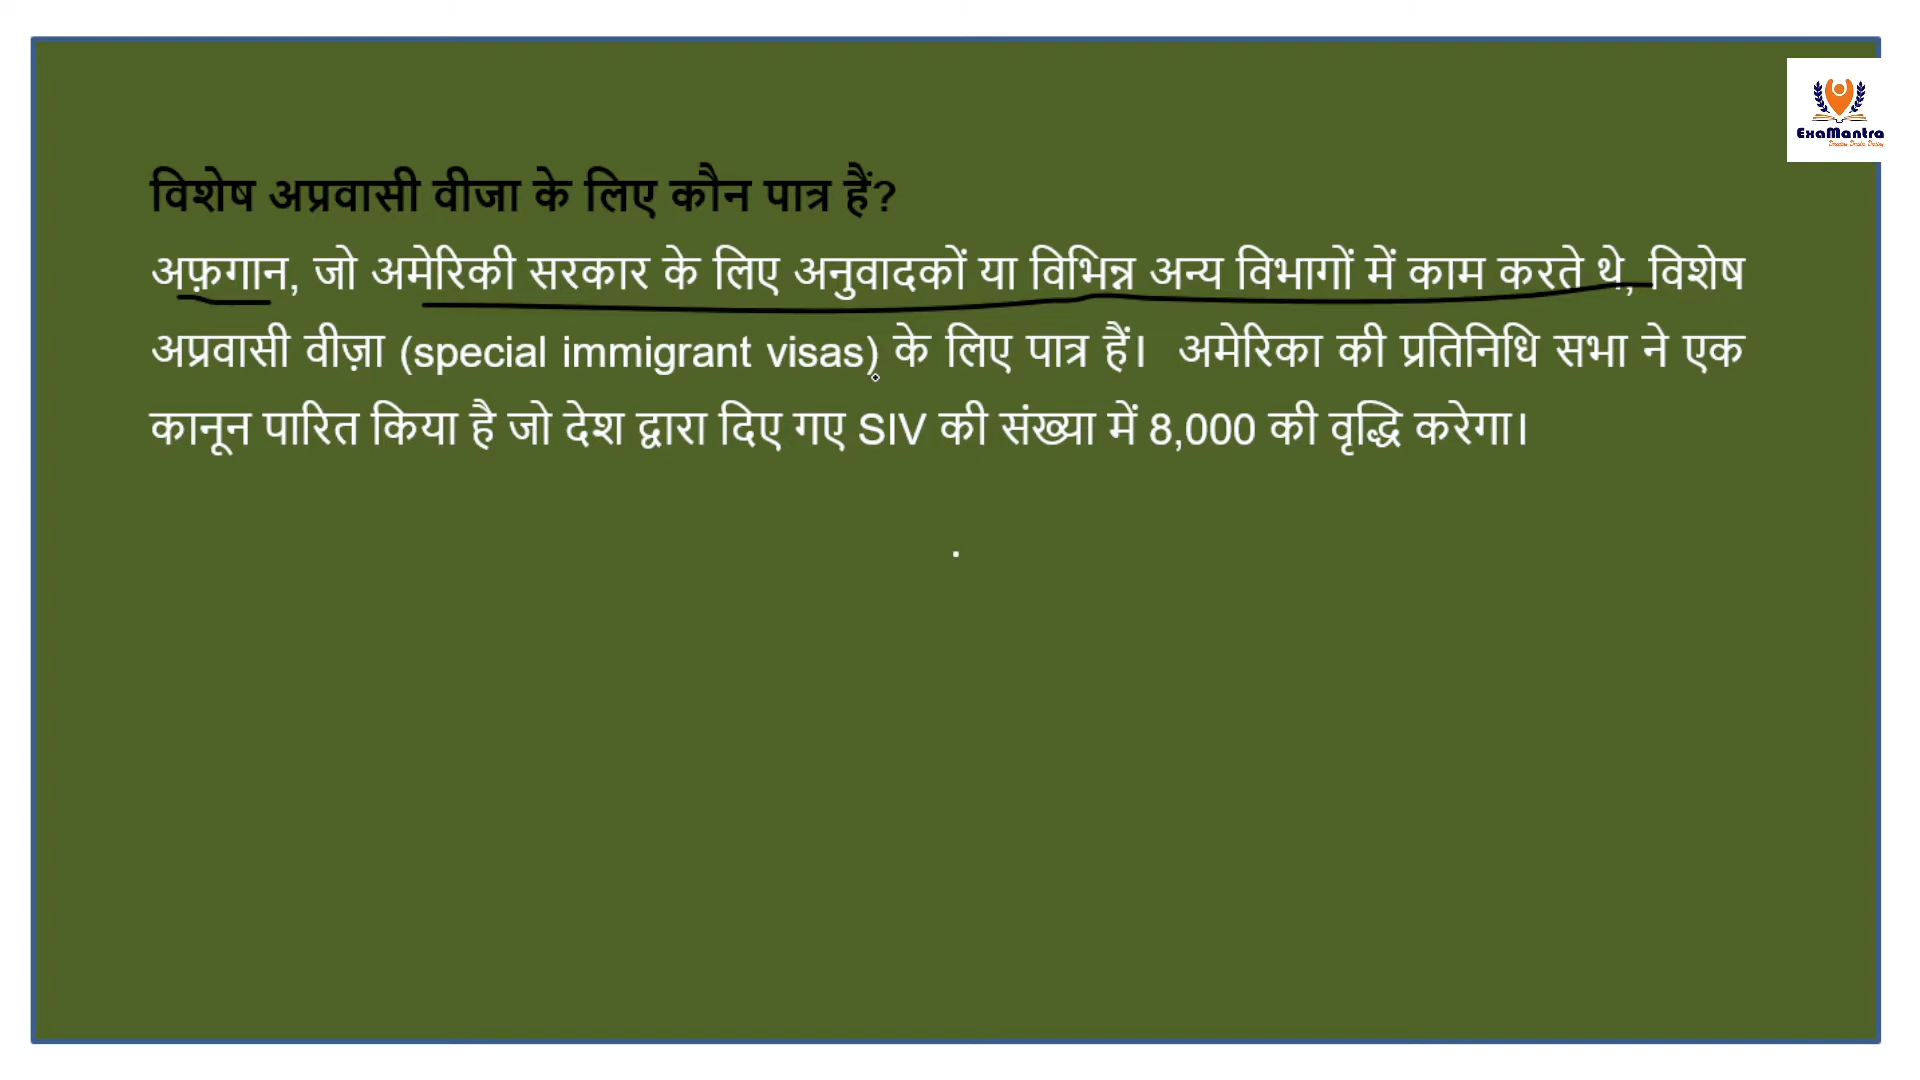 ExaMantra
विशेष अप्रवासी वीजा के लिए कौन पात्र हैं?
अफ़गान, जो अमेरिकी सरकार के लिए अनुवादकों या विभिन्न अन्य विभागों में काम करते थे, विशेष
अप्रवासी वीज़ा (special immigrant visas) के लिए पात्र हैं। अमेरिका की प्रतिनिधि सभा ने एक
कानून पारित किया है जो देश द्वारा दिए गए SIV की संख्या में 8,000 की वृद्धि करेगा।
.